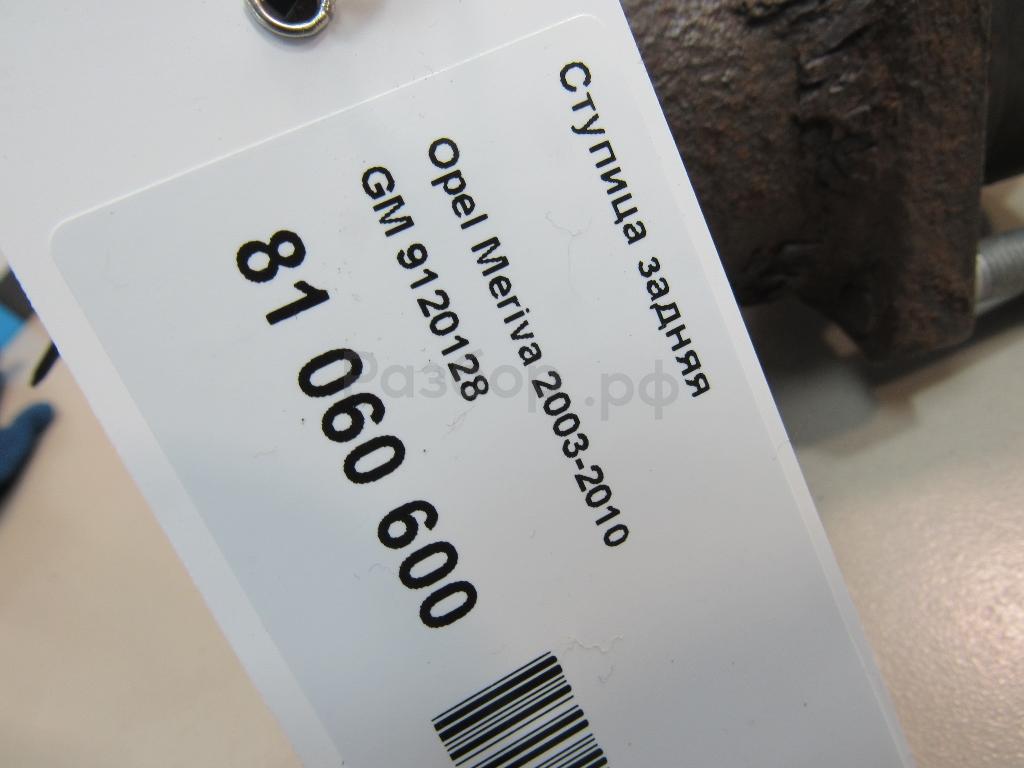 Ступица задняя
Opel Meriva 2003-2010
GM 9120128
81 060 600
Разбор.рф